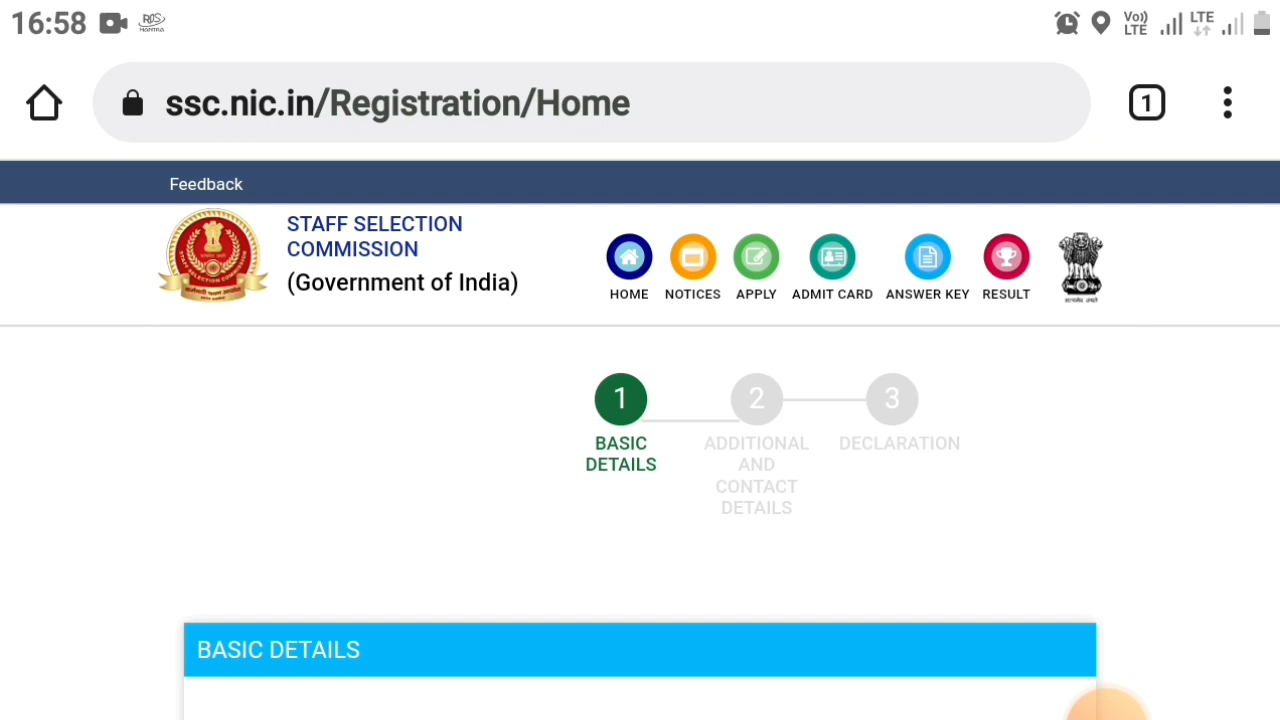 16:58
Vo)) LTE
LTE
ssc.nic.in/Registration/Home
1
Feedback
STAFF SELECTION
COMMISSION
(Government of India)
HOME NOTICES APPLY ADMIT CARD ANSWER KEY RESULT
1 2 3
BASIC
DETAILS
ADDITIONAL
AND
CONTACT
DETAILS
DECLARATION
BASIC DETAILS